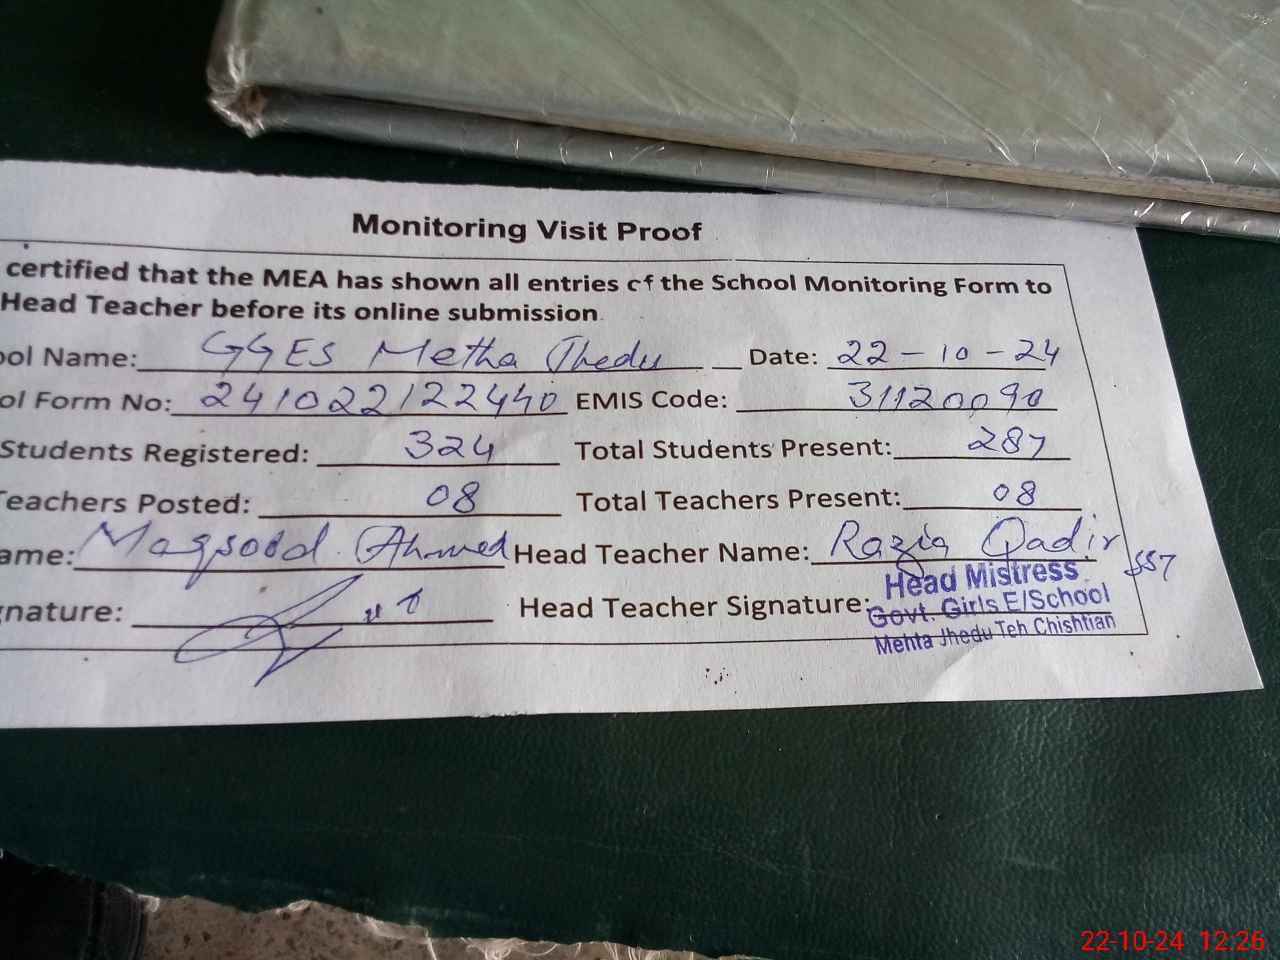 Monitoring Visit Proof
certified that the MEA has shown all entries of the School Monitoring Form to
Head Teacher before its online submission
ool Name: GGES Metha Jhedu Date: 22-10-24
ol Form No: 241022122440 EMIS Code: 31120090
Students Registered: 324 Total Students Present: 287
Teachers Posted: 08 Total Teachers Present: 08
ame: Maqsood Ahmed Head Teacher Name: Razia Qadir
gnature: Head Teacher Signature: SST
Head Mistress
Govt. Girls E/School
Mehta Jhedu Teh Chishtian
22-10-24 12:26